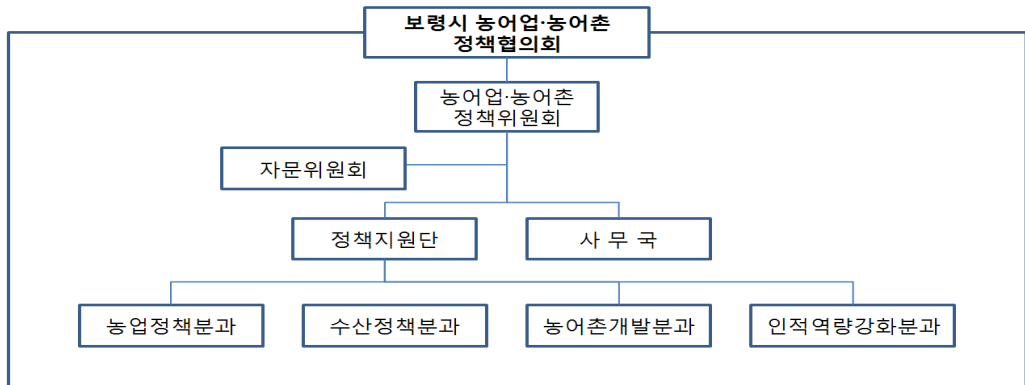 보령시 농어업·농어촌
정책협의회
농어업·농어촌
정책위원회
자문위원회
정책지원단
사 무 국
농업정책분과
수산정책분과
농어촌개발분과
인적역량강화분과